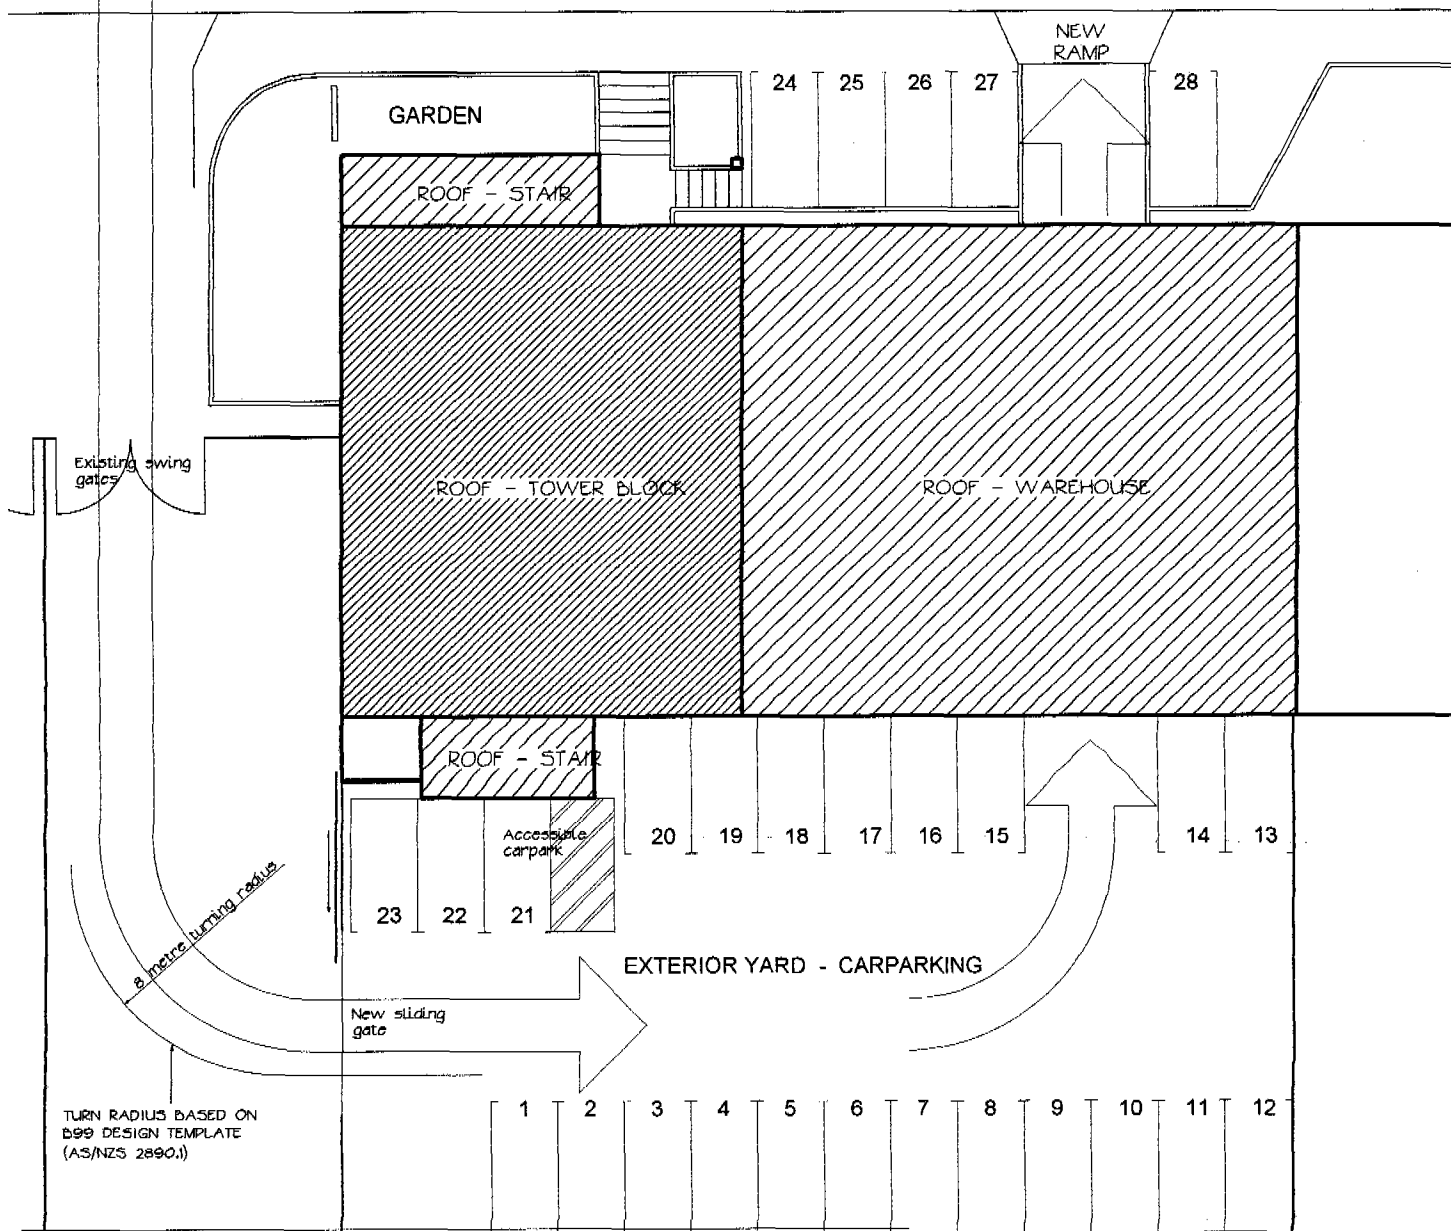 NEW
RAMP
24 25 26 27 28
GARDEN
ROOF - STAIR
Existing swing
gates
ROOF - TOWER BLOCK
ROOF - WAREHOUSE
ROOF - STAIR
Accessible
carpark
20 19 18 17 16 15 14 13
23 22 21
8 metre turning radius
EXTERIOR YARD - CARPARKING
New sliding
gate
TURN RADIUS BASED ON
B99 DESIGN TEMPLATE
(AS/NZS 2890.1)
1 2 3 4 5 6 7 8 9 10 11 12